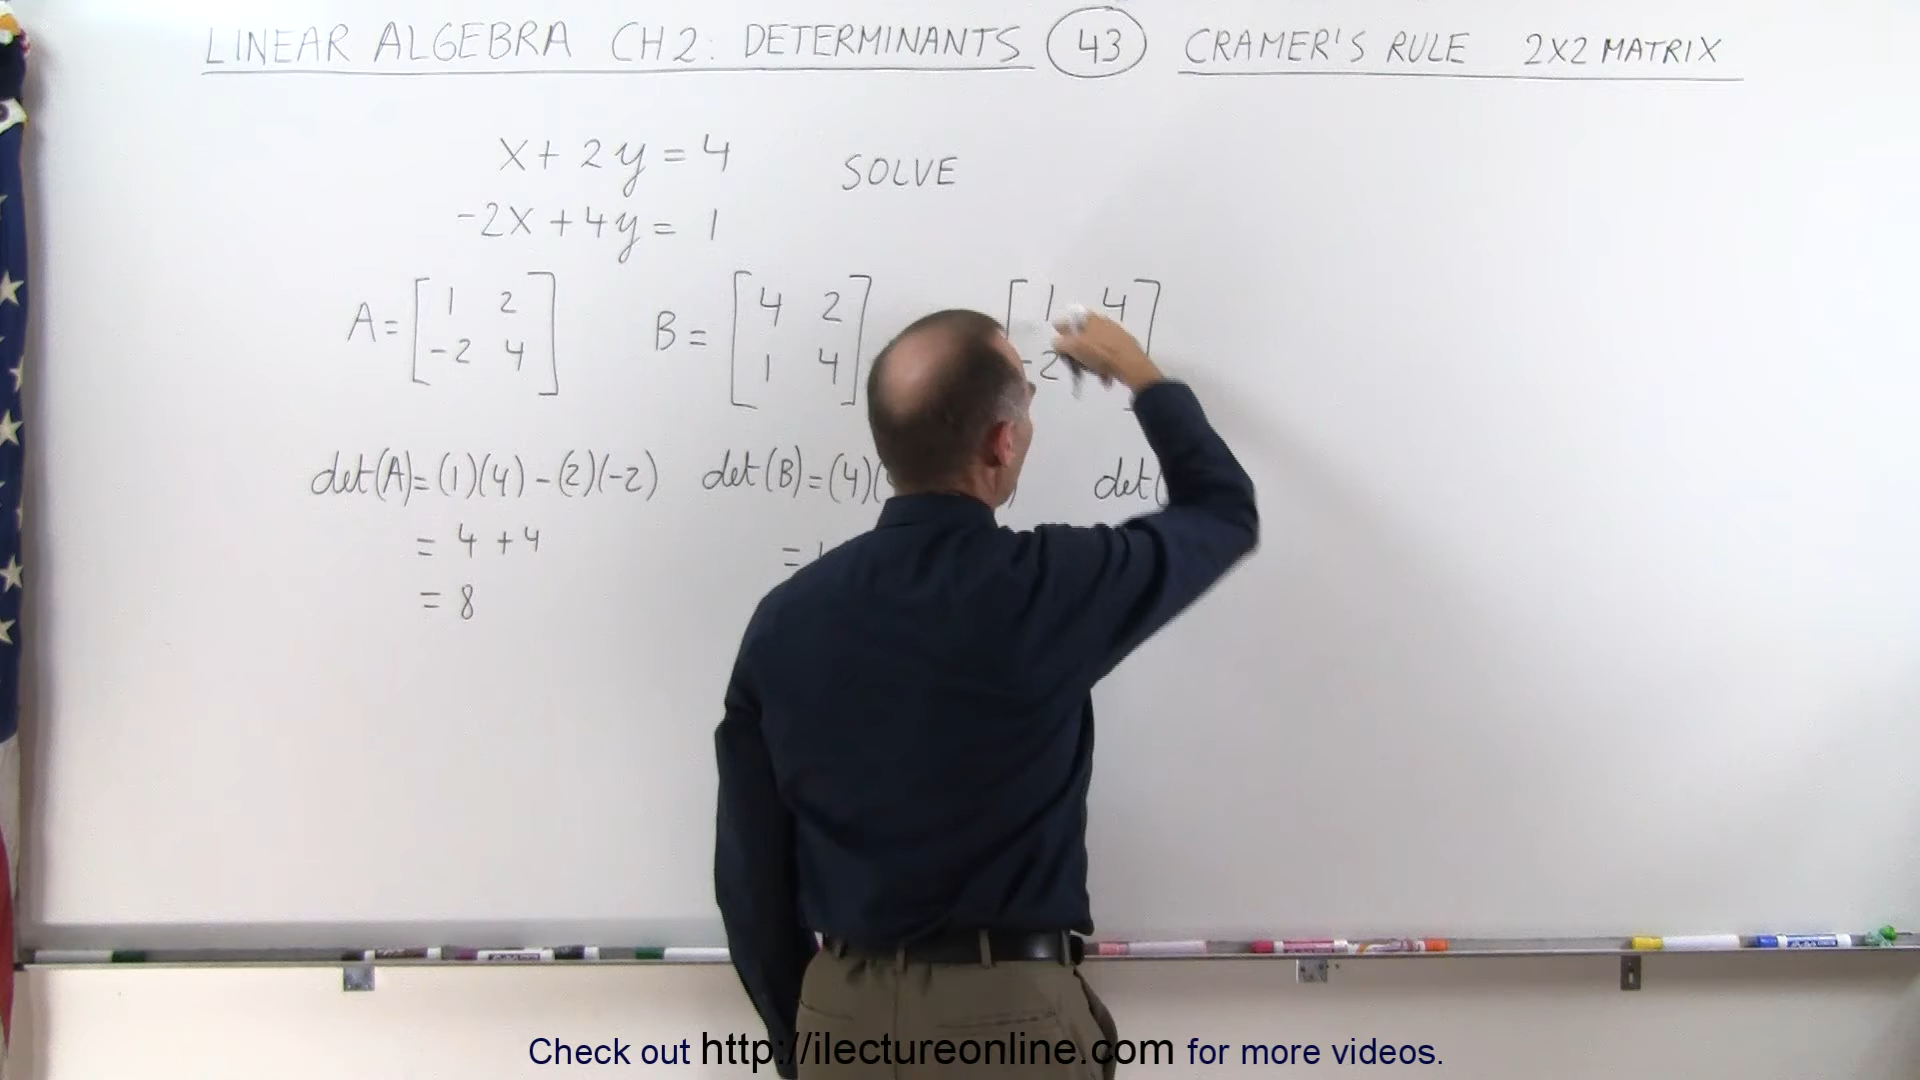 LINEAR ALGEBRA CH2: DETERMINANTS 43 CRAMER'S RULE 2X2 MATRIX
x + 2y = 4 SOLVE
-2x + 4y = 1
A = [ 1 2 B = [ 4 2 ] [ 1 4 ]
-2 4 ] 1 4 -2
det(A) = (1)(4) - (2)(-2) det(B) = (4)( ) det(
= 4 + 4 =
= 8
Check out http://ilectureonline.com for more videos.